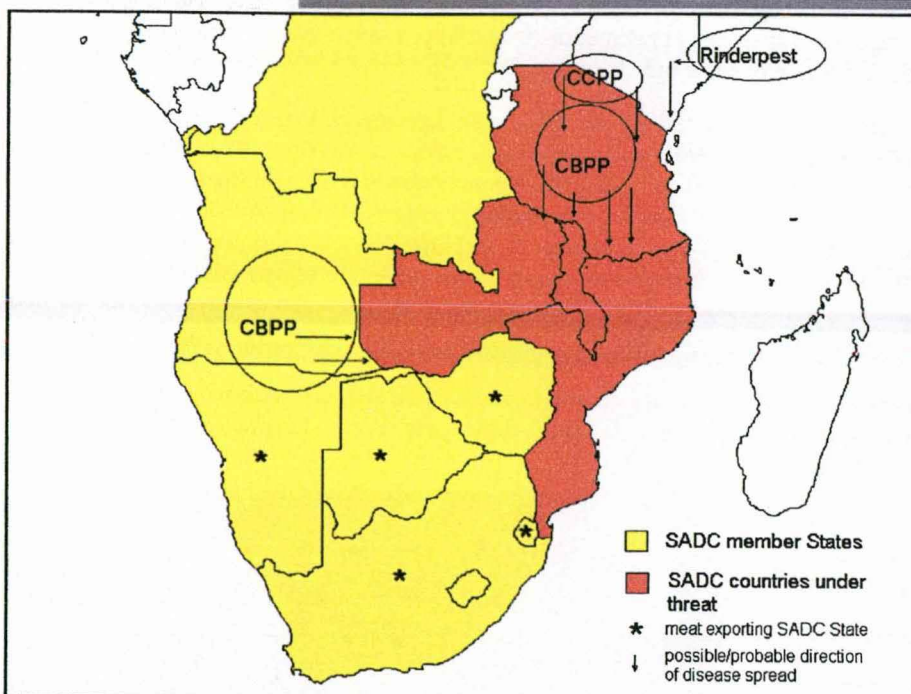 Rinderpest
CCPP
CBPP
CBPP
SADC member States
SADC countries under
threat
meat exporting SADC State
possible/probable direction
of disease spread